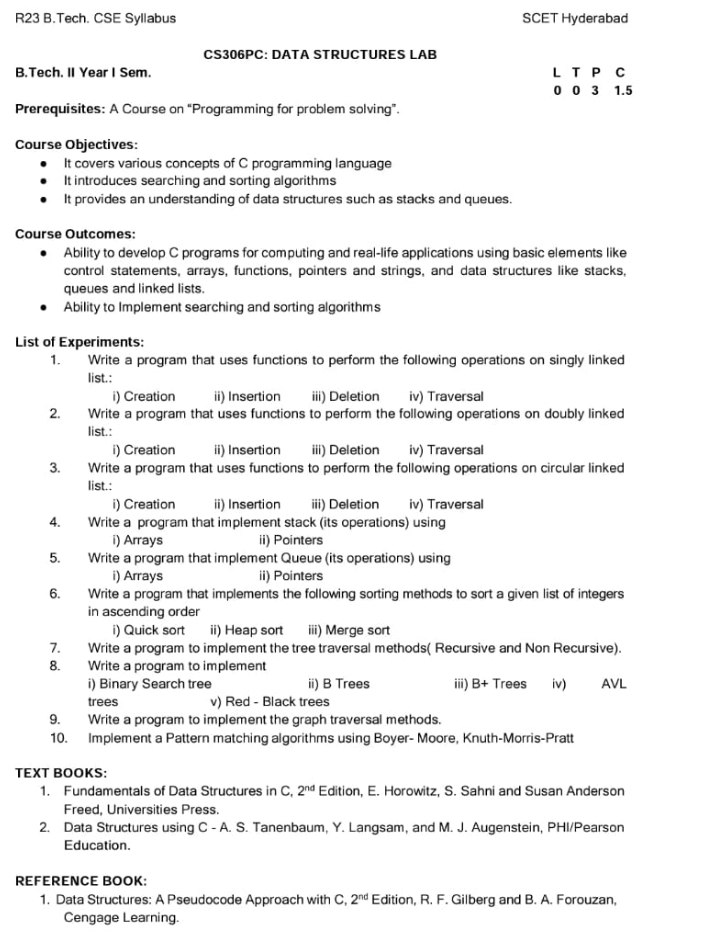 R23 B.Tech. CSE Syllabus SCET Hyderabad
CS306PC: DATA STRUCTURES LAB
B.Tech. II Year I Sem. L T P C
0 0 3 1.5
Prerequisites: A Course on “Programming for problem solving”.
Course Objectives:
● It covers various concepts of C programming language
● It introduces searching and sorting algorithms
● It provides an understanding of data structures such as stacks and queues.
Course Outcomes:
● Ability to develop C programs for computing and real-life applications using basic elements like
control statements, arrays, functions, pointers and strings, and data structures like stacks,
queues and linked lists.
● Ability to Implement searching and sorting algorithms
List of Experiments:
1. Write a program that uses functions to perform the following operations on singly linked
list.:
i) Creation ii) Insertion iii) Deletion iv) Traversal
2. Write a program that uses functions to perform the following operations on doubly linked
list.:
i) Creation ii) Insertion iii) Deletion iv) Traversal
3. Write a program that uses functions to perform the following operations on circular linked
list.:
i) Creation ii) Insertion iii) Deletion iv) Traversal
4. Write a program that implement stack (its operations) using
i) Arrays ii) Pointers
5. Write a program that implement Queue (its operations) using
i) Arrays ii) Pointers
6. Write a program that implements the following sorting methods to sort a given list of integers
in ascending order
i) Quick sort ii) Heap sort iii) Merge sort
7. Write a program to implement the tree traversal methods( Recursive and Non Recursive).
8. Write a program to implement
i) Binary Search tree ii) B Trees iii) B+ Trees iv) AVL
trees v) Red - Black trees
9. Write a program to implement the graph traversal methods.
10. Implement a Pattern matching algorithms using Boyer- Moore, Knuth-Morris-Pratt
TEXT BOOKS:
1. Fundamentals of Data Structures in C, 2nd Edition, E. Horowitz, S. Sahni and Susan Anderson
Freed, Universities Press.
2. Data Structures using C - A. S. Tanenbaum, Y. Langsam, and M. J. Augenstein, PHI/Pearson
Education.
REFERENCE BOOK:
1. Data Structures: A Pseudocode Approach with C, 2nd Edition, R. F. Gilberg and B. A. Forouzan,
Cengage Learning.